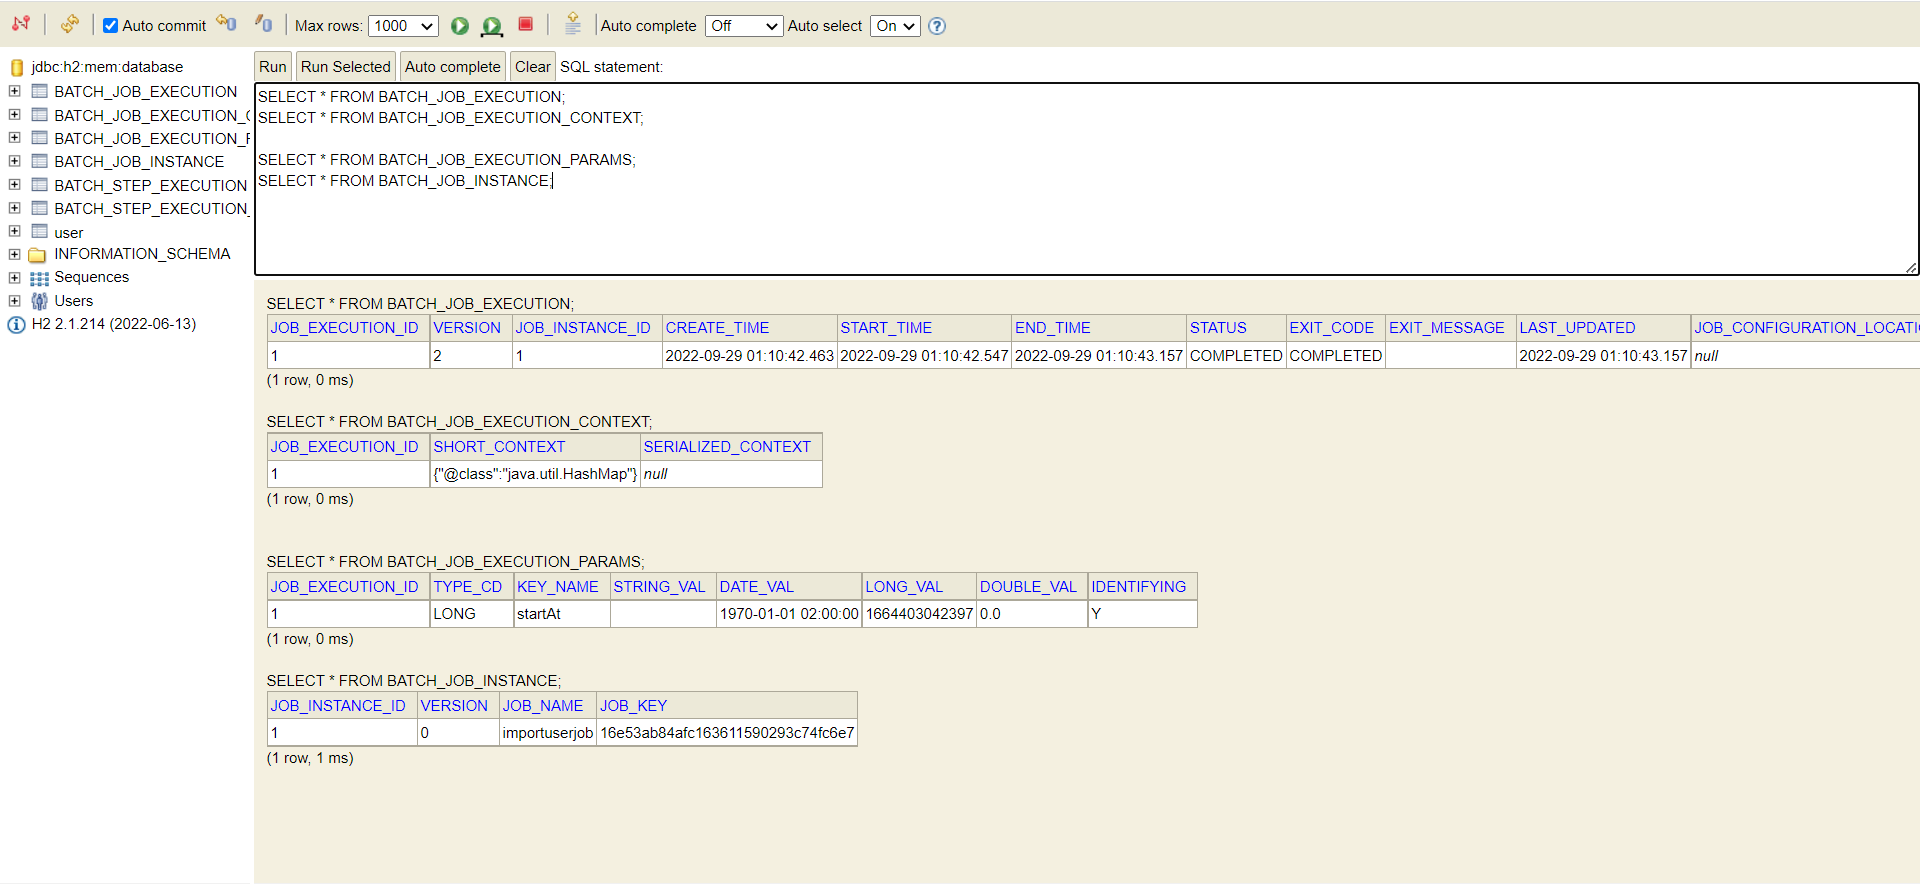 Auto commit Max rows: 1000 Auto complete Off Auto select On
jdbc:h2:mem:database
BATCH_JOB_EXECUTION
BATCH_JOB_EXECUTION_
BATCH_JOB_EXECUTION_
BATCH_JOB_INSTANCE
BATCH_STEP_EXECUTION
BATCH_STEP_EXECUTION_
user
INFORMATION_SCHEMA
Sequences
Users
H2 2.1.214 (2022-06-13)
Run Run Selected Auto complete Clear SQL statement:
SELECT * FROM BATCH_JOB_EXECUTION;
SELECT * FROM BATCH_JOB_EXECUTION_CONTEXT;
SELECT * FROM BATCH_JOB_EXECUTION_PARAMS;
SELECT * FROM BATCH_JOB_INSTANCE;
SELECT * FROM BATCH_JOB_EXECUTION;
JOB_EXECUTION_ID VERSION JOB_INSTANCE_ID CREATE_TIME START_TIME END_TIME STATUS EXIT_CODE EXIT_MESSAGE LAST_UPDATED JOB_CONFIGURATION_LOCATI
1 2 1 2022-09-29 01:10:42.463 2022-09-29 01:10:42.547 2022-09-29 01:10:43.157 COMPLETED COMPLETED 2022-09-29 01:10:43.157 null
(1 row, 0 ms)
SELECT * FROM BATCH_JOB_EXECUTION_CONTEXT;
JOB_EXECUTION_ID SHORT_CONTEXT SERIALIZED_CONTEXT
1 {"@class":"java.util.HashMap"} null
(1 row, 0 ms)
SELECT * FROM BATCH_JOB_EXECUTION_PARAMS;
JOB_EXECUTION_ID TYPE_CD KEY_NAME STRING_VAL DATE_VAL LONG_VAL DOUBLE_VAL IDENTIFYING
1 LONG startAt 1970-01-01 02:00:00 1664403042397 0.0 Y
(1 row, 0 ms)
SELECT * FROM BATCH_JOB_INSTANCE;
JOB_INSTANCE_ID VERSION JOB_NAME JOB_KEY
1 0 importuserjob 16e53ab84afc163611590293c74fc6e7
(1 row, 1 ms)